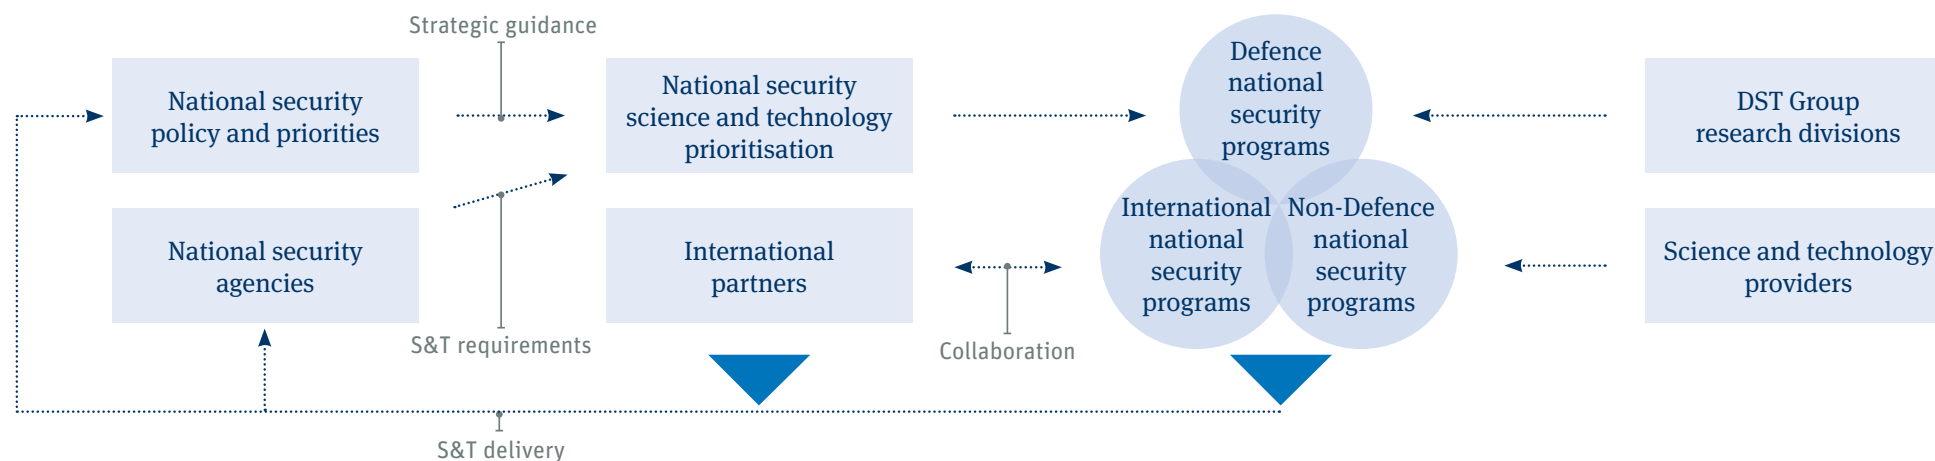 Strategic guidance
National security
policy and priorities
National security
science and technology
prioritisation
Defence
national
security
programs
DST Group
research divisions
National security
agencies
International
partners
International
national
security
programs
Non-Defence
national
security
programs
Science and technology
providers
S&T requirements
Collaboration
S&T delivery